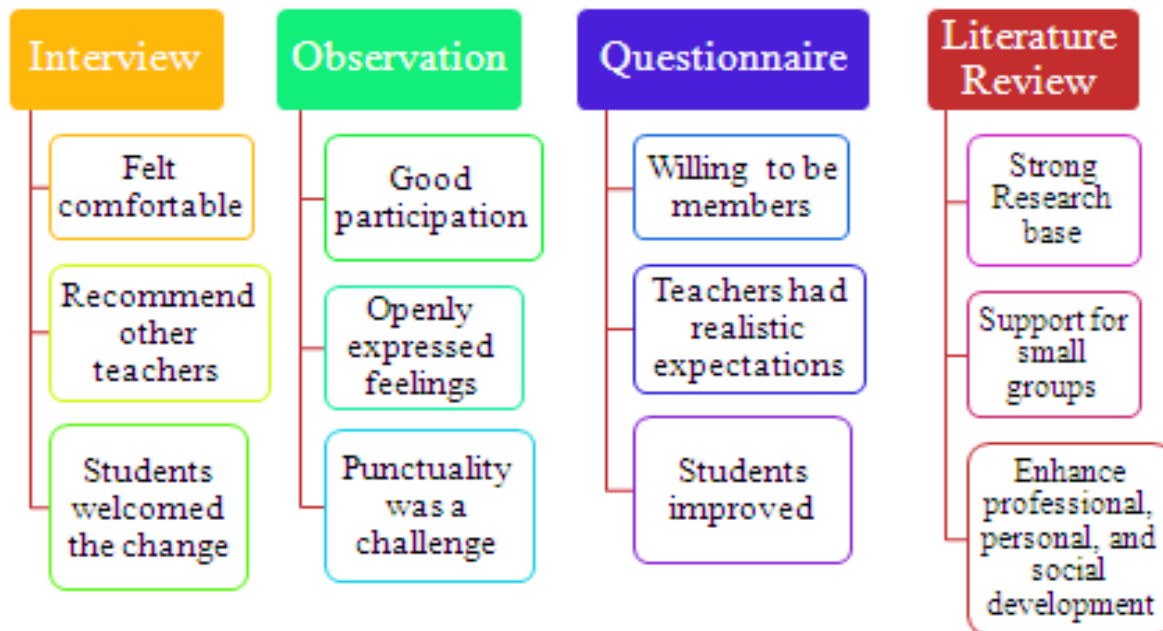 Interview
Felt
comfortable
Recommend
other
teachers
Students
welcomed
the change
Observation
Good
participation
Openly
expressed
feelings
Punctuality
was a
challenge
Questionnaire
Willing to be
members
Teachers had
realistic
expectations
Students
improved
Literature
Review
Strong
Research
base
Support for
small
groups
Enhance
professional,
personal, and
social
development